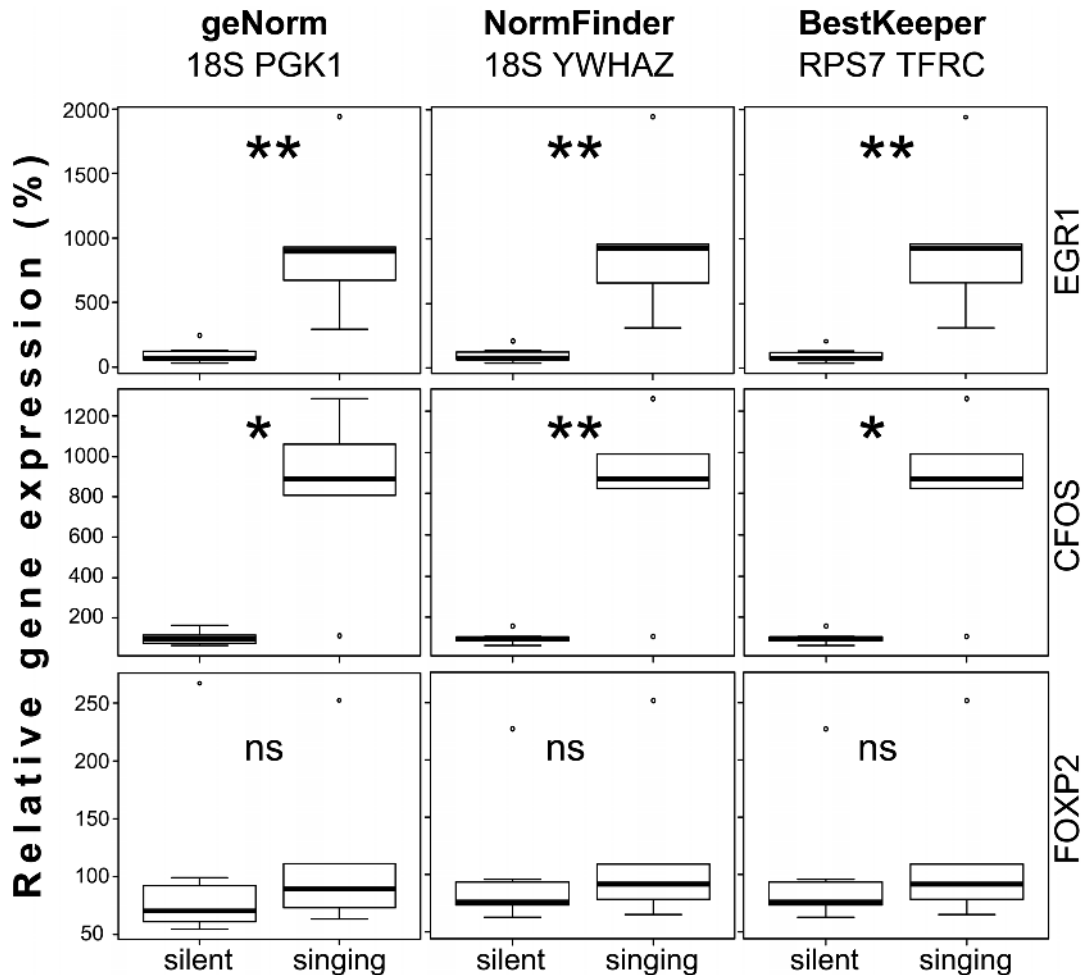 geNorm NormFinder BestKeeper
18S PGK1 18S YWHAZ RPS7 TFRC
Relative gene expression (%)
2000
1500
1000
500
0
** ** **
EGR1
1200
1000
800
600
400
200
* ** *
CFOS
250
200
150
100
50
ns ns ns
FOXP2
silent singing silent singing silent singing